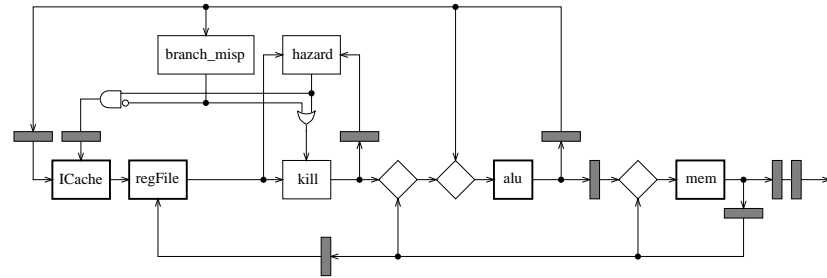 branch_misp
hazard
ICache
regFile
kill
alu
mem